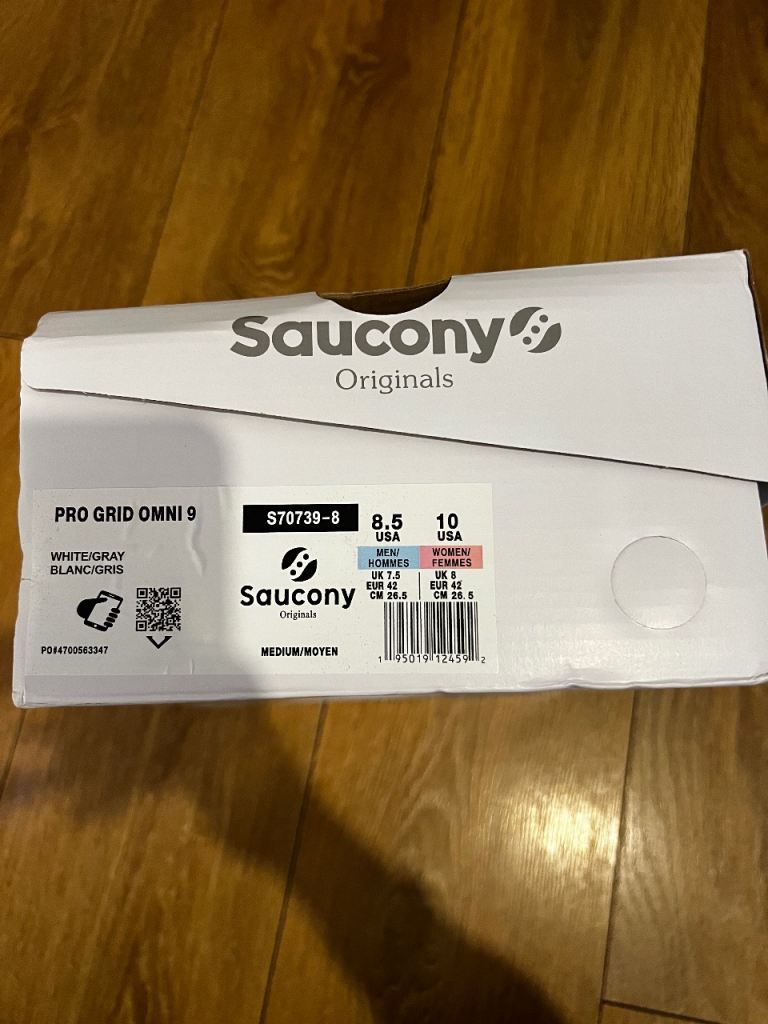 Saucony
Originals
PRO GRID OMNI 9
WHITE/GRAY
BLANC/GRIS
PO#4700563347
S70739-8
Saucony
Originals
MEDIUM/MOYEN
8.5 10
USA USA
MEN/ WOMEN/
HOMMES FEMMES
UK 7.5 UK 8
EUR 42 EUR 42
CM 26.5 CM 26.5
1 95019 12459 2